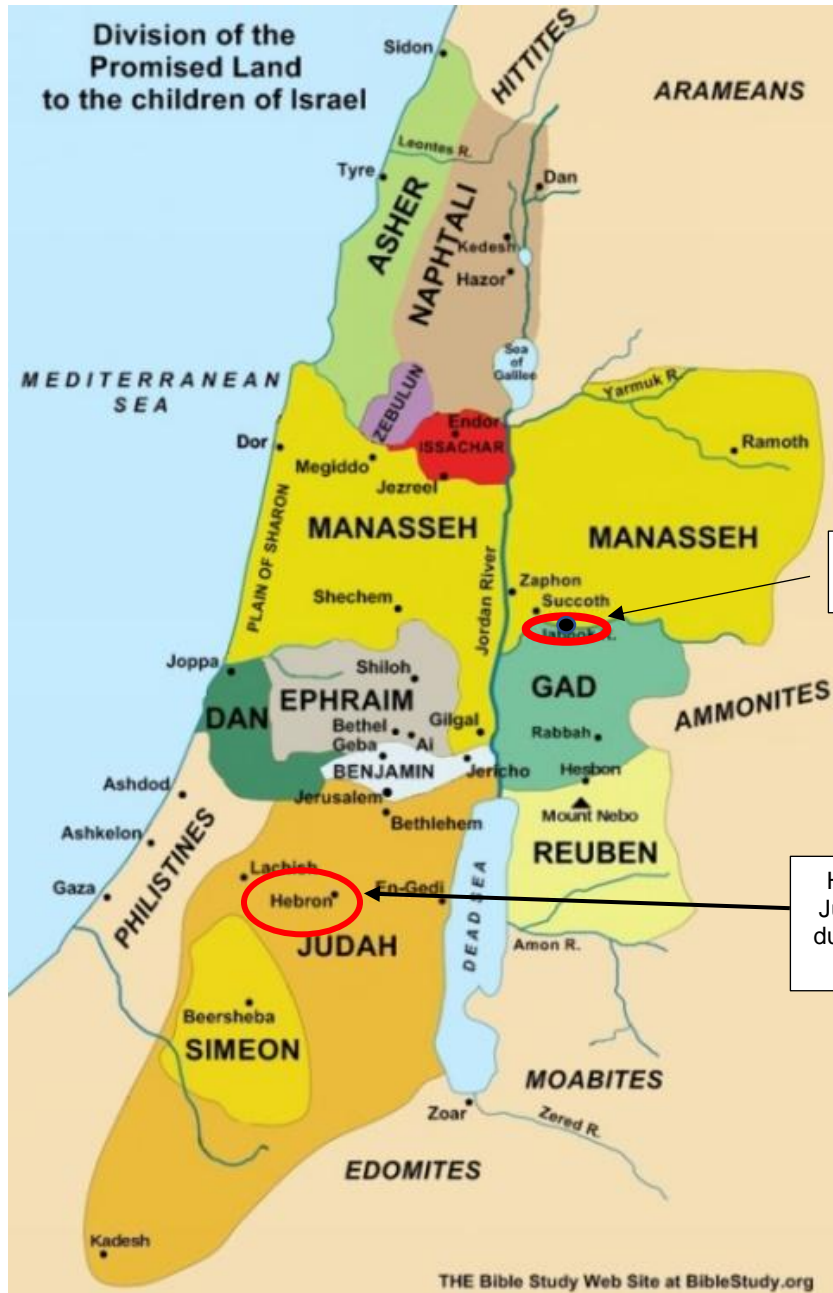 Division of the
Promised Land
to the children of Israel
Sidon
HITTITES
ARAMEANS
Leontes R.
Tyre
ASHER
NAPHTALI
Dan
Kedesh
Hazor
Sea
of
Galilee
MEDITERRANEAN
SEA
ZEBULUN
Yarmuk R.
Endor
ISSACHAR
Ramoth
Dor
Megiddo
Jezreel
PLAIN OF SHARON
MANASSEH
MANASSEH
Jordan River
Zaphon
Succoth
Shechem
Jabbok R.
Joppa
Shiloh
EPHRAIM
DAN
GAD
AMMONITES
Bethel
Gilgal
Rabbah
Geba
Ai
BENJAMIN
Jericho
Hesbon
Ashdod
Jerusalem
Bethlehem
Mount Nebo
Ashkelon
PHILISTINES
REUBEN
Lachish
En-Gedi
Gaza
Hebron
DEAD SEA
JUDAH
Amon R.
Beersheba
SIMEON
MOABITES
Zoar
Zered R.
EDOMITES
Kadesh
THE Bible Study Web Site at BibleStudy.org
H
Ju
du